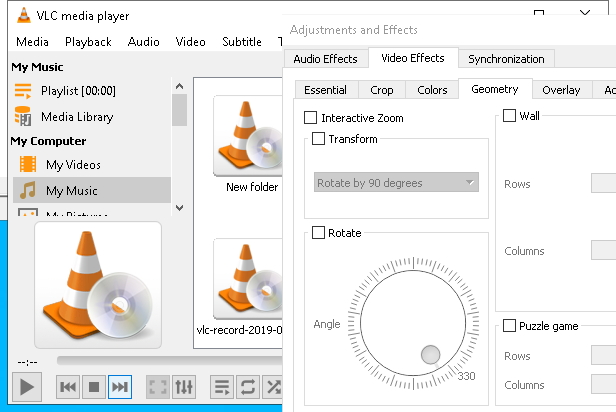 VLC media player
Media Playback Audio Video Subtitle
My Music
Playlist [00:00]
Media Library
My Computer
My Videos
My Music
My Pictures
New folder
vlc-record-2019-0
--:--
Adjustments and Effects
Audio Effects Video Effects Synchronization
Essential Crop Colors Geometry Overlay
Interactive Zoom
Transform
Rotate by 90 degrees
Rotate
Angle
330
Wall
Rows
Columns
Puzzle game
Rows
Columns